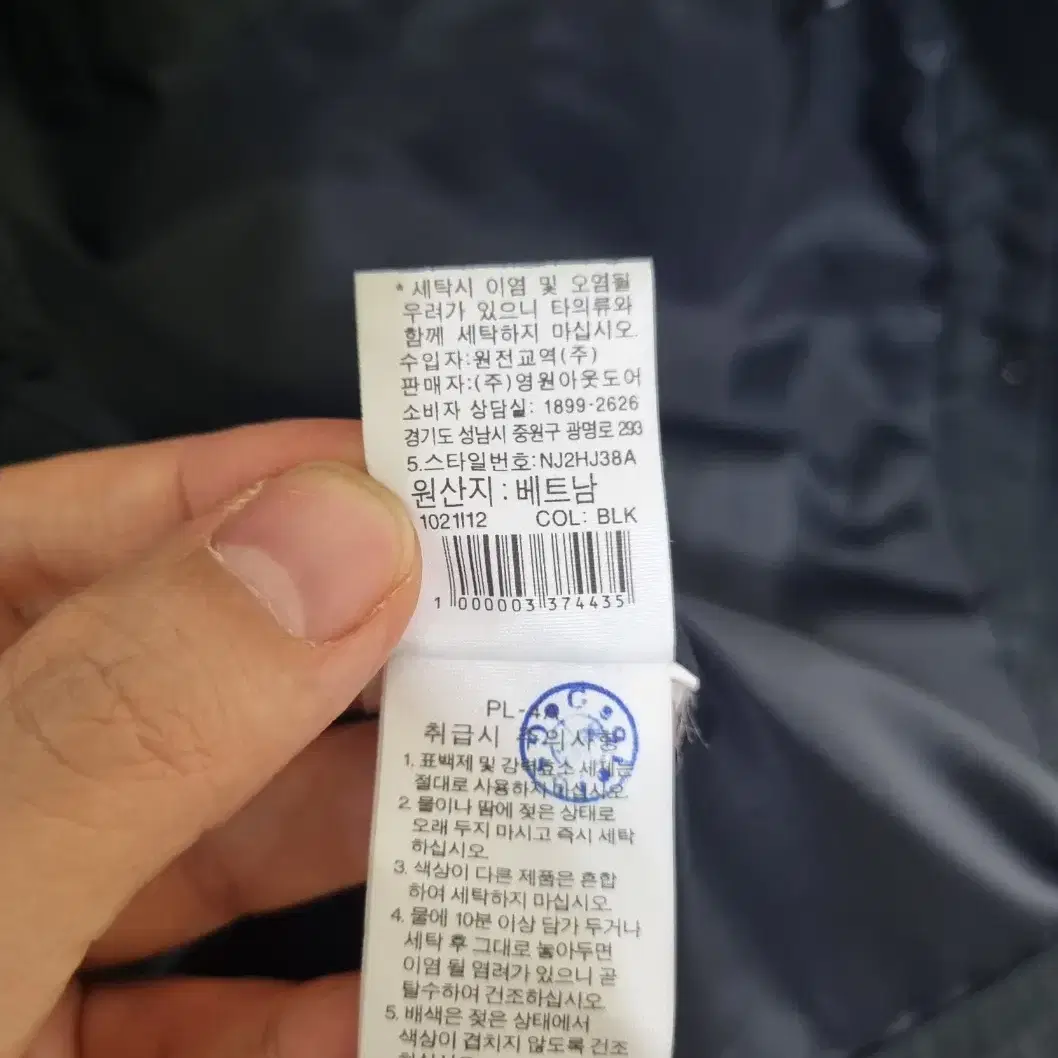 * 세탁시 이염 및 오염될
우려가 있으니 타의류와
함께 세탁하지 마십시오.
수입자:원전교역(주)
판매자:(주)영원아웃도어
소비자 상담실: 1899-2626
경기도 성남시 중원구 광명로 293
5.스타일번호:NJ2HJ38A
원산지 : 베트남
1021I12 COL: BLK
1 000003 374435
취급시 주의사항
1. 표백제 및 강력효소 세제는
절대로 사용하지 마십시오.
2. 물이나 땀에 젖은 상태로
오래 두지 마시고 즉시 세탁
하십시오.
3. 색상이 다른 제품은 혼합
하여 세탁하지 마십시오.
4. 물에 10분 이상 담가 두거나
세탁 후 그대로 놓아두면
이염 될 염려가 있으니 곧
탈수하여 건조하십시오.
5. 배색은 젖은 상태에서
색상이 겹치지 않도록 건조